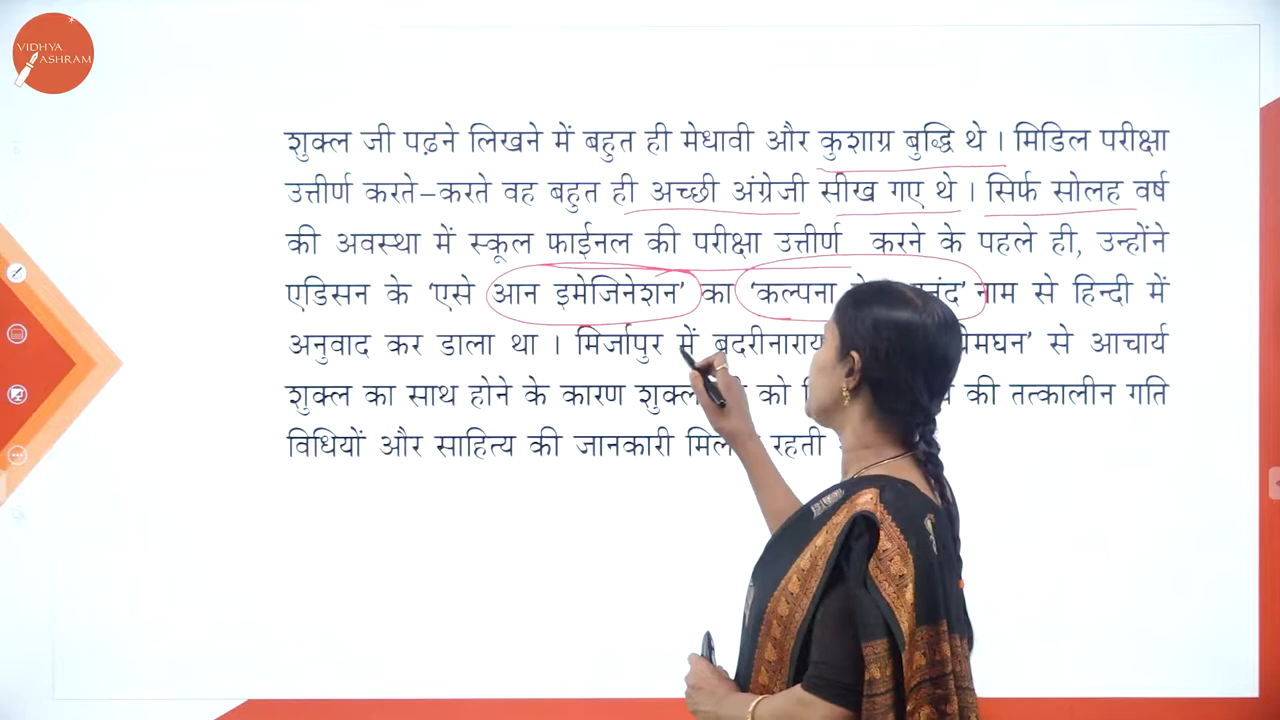 VIDHYA
ASHRAM
शुक्ल जी पढ़ने लिखने में बहुत ही मेधावी और कुशाग्र बुद्धि थे । मिडिल परीक्षा
उत्तीर्ण करते-करते वह बहुत ही अच्छी अंग्रेजी सीख गए थे । सिर्फ सोलह वर्ष
की अवस्था में स्कूल फाईनल की परीक्षा उत्तीर्ण करने के पहले ही, उन्होंने
एडिसन के 'एसे आन इमेजिनेशन' का 'कल्पना नाम से हिन्दी में
अनुवाद कर डाला था । मिर्जापुर में से आचार्य
शुक्ल का साथ होने के कारण शुक्ल को की तत्कालीन गति
विधियों और साहित्य की जानकारी रहती